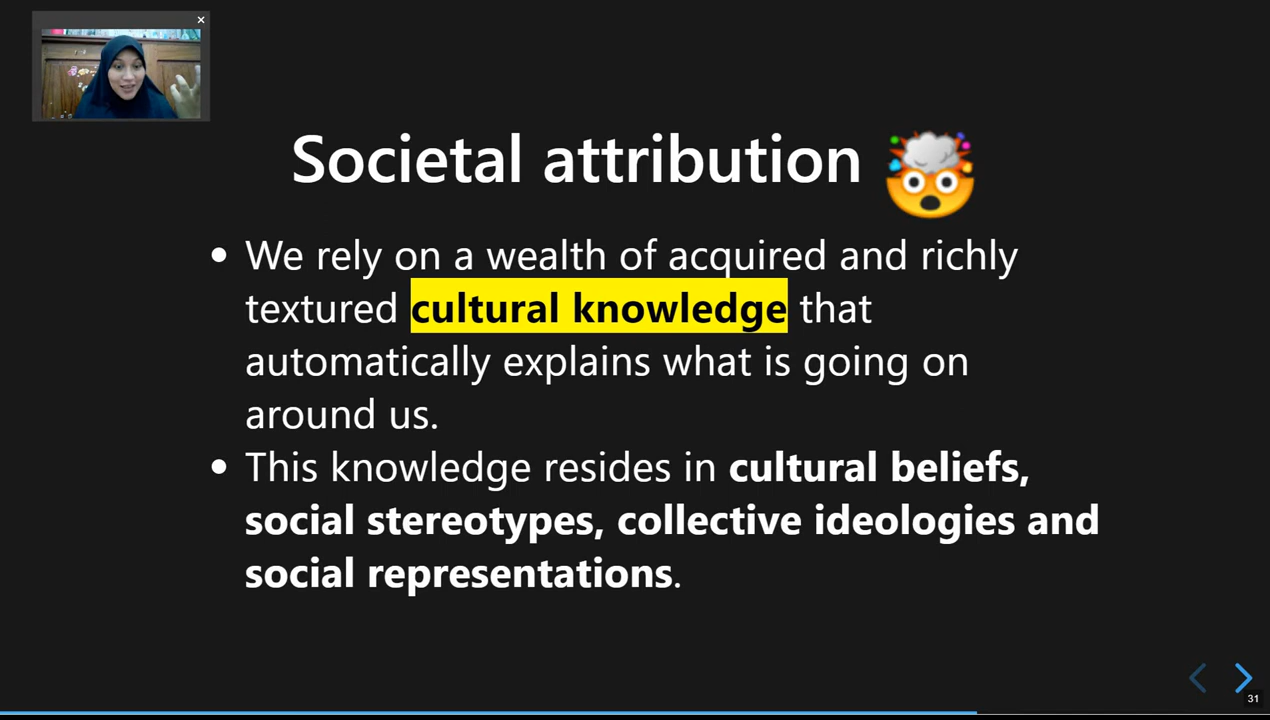 Societal attribution
• We rely on a wealth of acquired and richly
textured cultural knowledge that
automatically explains what is going on
around us.
• This knowledge resides in cultural beliefs,
social stereotypes, collective ideologies and
social representations.
31